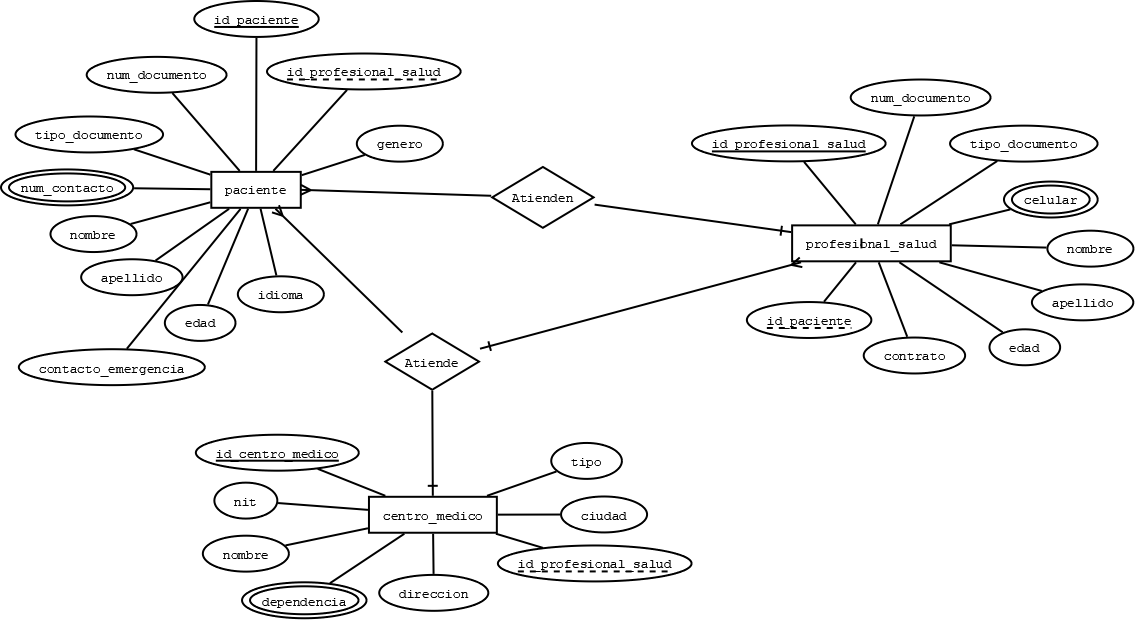 id_paciente
num_documento
id_profesional_salud
tipo_documento
genero
num_contacto
paciente
nombre
apellido
idioma
edad
contacto_emergencia
Atienden
num_documento
id_profesional_salud
tipo_documento
celular
profesional_salud
nombre
apellido
id_paciente
edad
contrato
Atiende
id_centro_medico
tipo
nit
centro_medico
ciudad
nombre
id_profesional_salud
dependencia
direccion